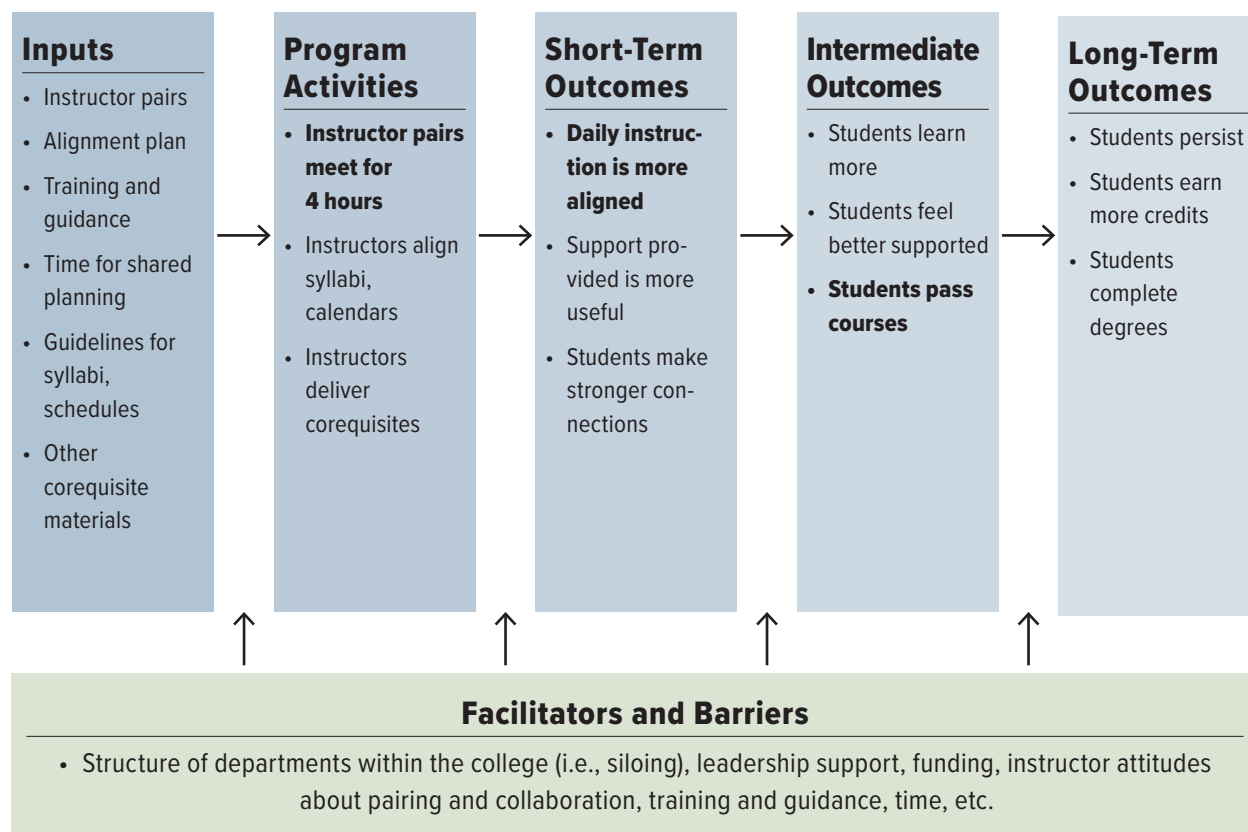 Inputs
• Instructor pairs
• Alignment plan
• Training and
guidance
• Time for shared
planning
• Guidelines for
syllabi,
schedules
• Other
corequisite
materials
Program
Activities
• Instructor pairs
meet for
4 hours
• Instructors align
syllabi,
calendars
• Instructors
deliver
corequisites
Short-Term
Outcomes
• Daily instruc-
tion is more
aligned
• Support pro-
vided is more
useful
• Students make
stronger con-
nections
Intermediate
Outcomes
• Students learn
more
• Students feel
better supported
• Students pass
courses
Long-Term
Outcomes
• Students persist
• Students earn
more credits
• Students
complete
degrees
Facilitators and Barriers
• Structure of departments within the college (i.e., siloing), leadership support, funding, instructor attitudes
about pairing and collaboration, training and guidance, time, etc.